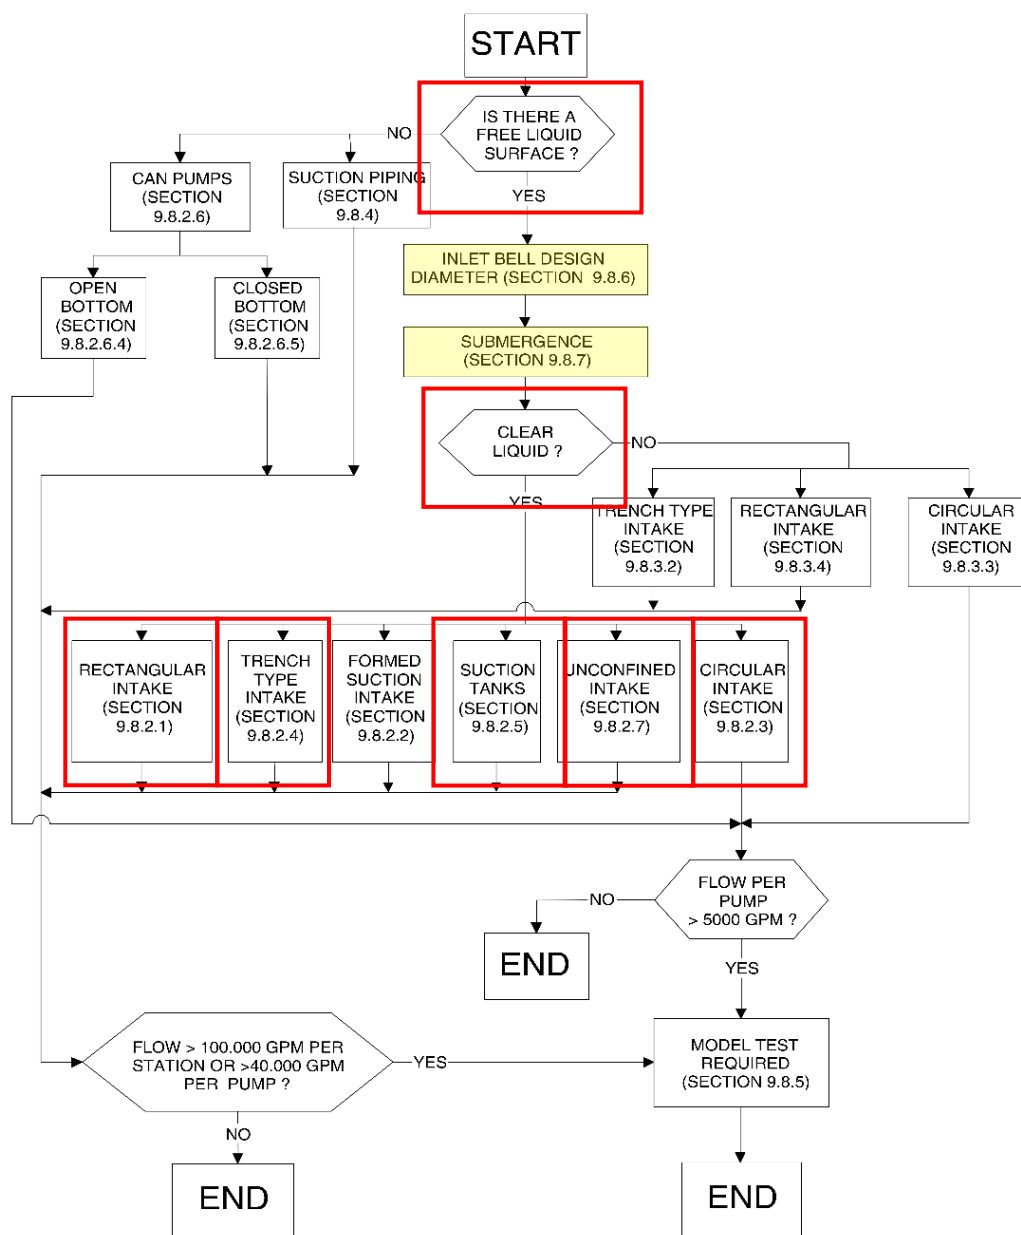 START
IS THERE A
FREE LIQUID
SURFACE ?
NO
YES
CAN PUMPS
(SECTION
9.8.2.6)
SUCTION PIPING
(SECTION
9.8.4)
INLET BELL DESIGN
DIAMETER (SECTION 9.8.6)
OPEN
BOTTOM
(SECTION
9.8.2.6.4)
CLOSED
BOTTOM
(SECTION
9.8.2.6.5)
SUBMERGENCE
(SECTION 9.8.7)
CLEAR
LIQUID ?
NO
YES
TRENCH TYPE
INTAKE
(SECTION
9.8.3.2)
RECTANGULAR
INTAKE
(SECTION
9.8.3.4)
CIRCULAR
INTAKE
(SECTION
9.8.3.3)
RECTANGULAR
INTAKE
(SECTION
9.8.2.1)
TRENCH
TYPE
INTAKE
(SECTION
9.8.2.4)
FORMED
SUCTION
INTAKE
(SECTION
9.8.2.2)
SUCTION
TANKS
(SECTION
9.8.2.5)
UNCONFINED
INTAKE
(SECTION
9.8.2.7)
CIRCULAR
INTAKE
(SECTION
9.8.2.3)
FLOW PER
PUMP
> 5000 GPM ?
NO
END
YES
FLOW > 100.000 GPM PER
STATION OR >40.000 GPM
PER PUMP ?
YES
MODEL TEST
REQUIRED
(SECTION 9.8.5)
NO
END
END